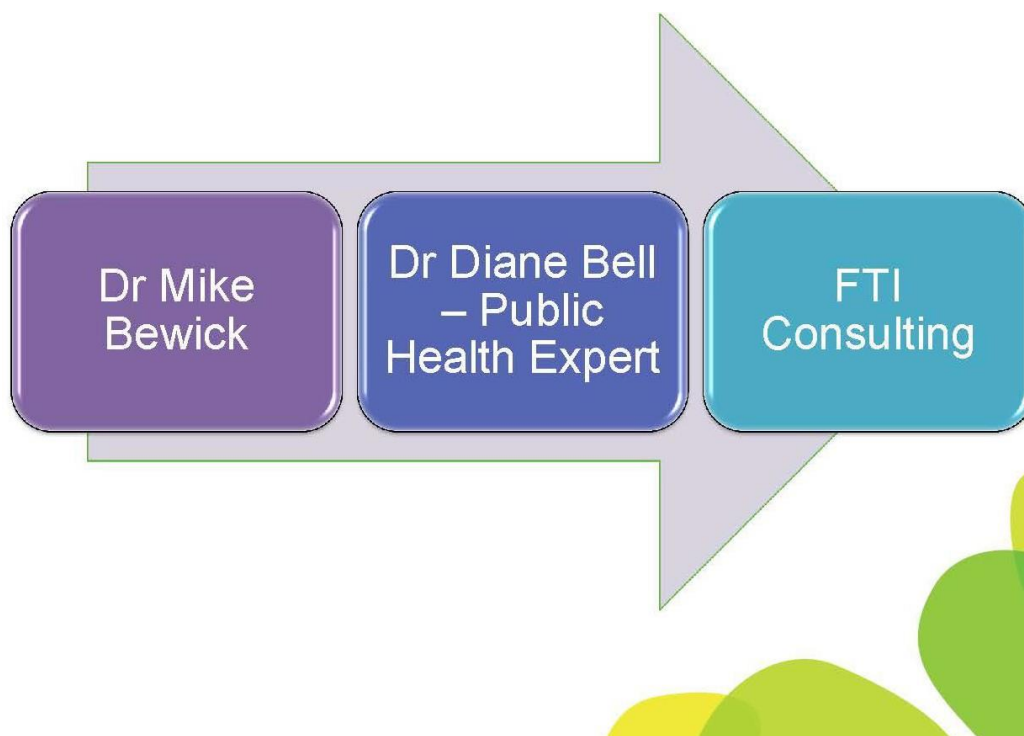 Dr Mike
Bewick
Dr Diane Bell
– Public
Health Expert
FTI
Consulting